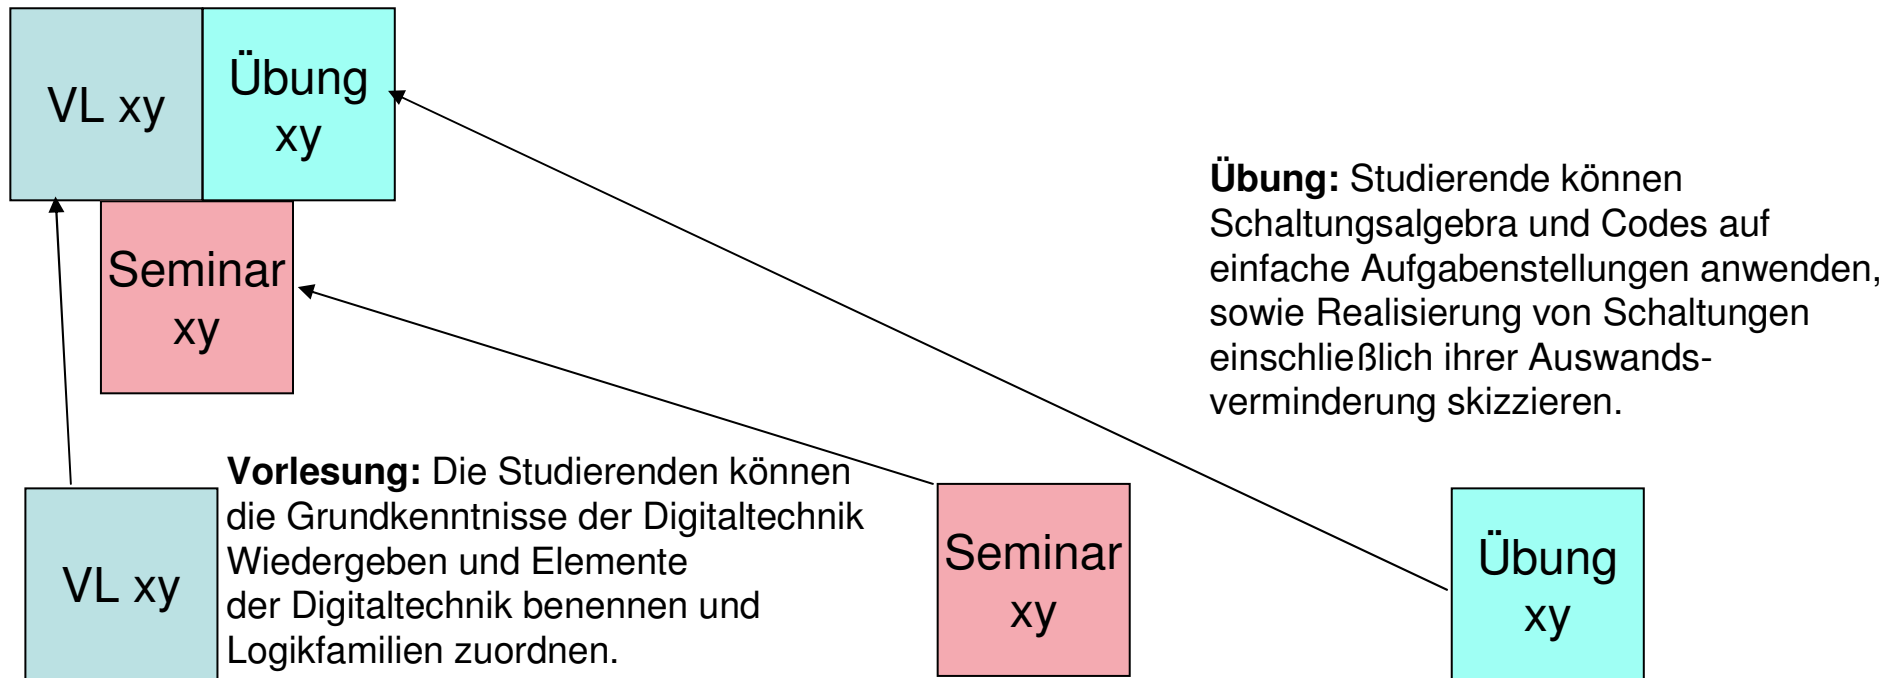 VL xy
Übung
xy
Seminar
xy
Übung: Studierende können
Schaltungsalgebra und Codes auf
einfache Aufgabenstellungen anwenden,
sowie Realisierung von Schaltungen
einschließlich ihrer Auswands-
verminderung skizzieren.
Vorlesung: Die Studierenden können
die Grundkenntnisse der Digitaltechnik
Wiedergeben und Elemente
der Digitaltechnik benennen und
Logikfamilien zuordnen.
VL xy
Seminar
xy
Übung
xy